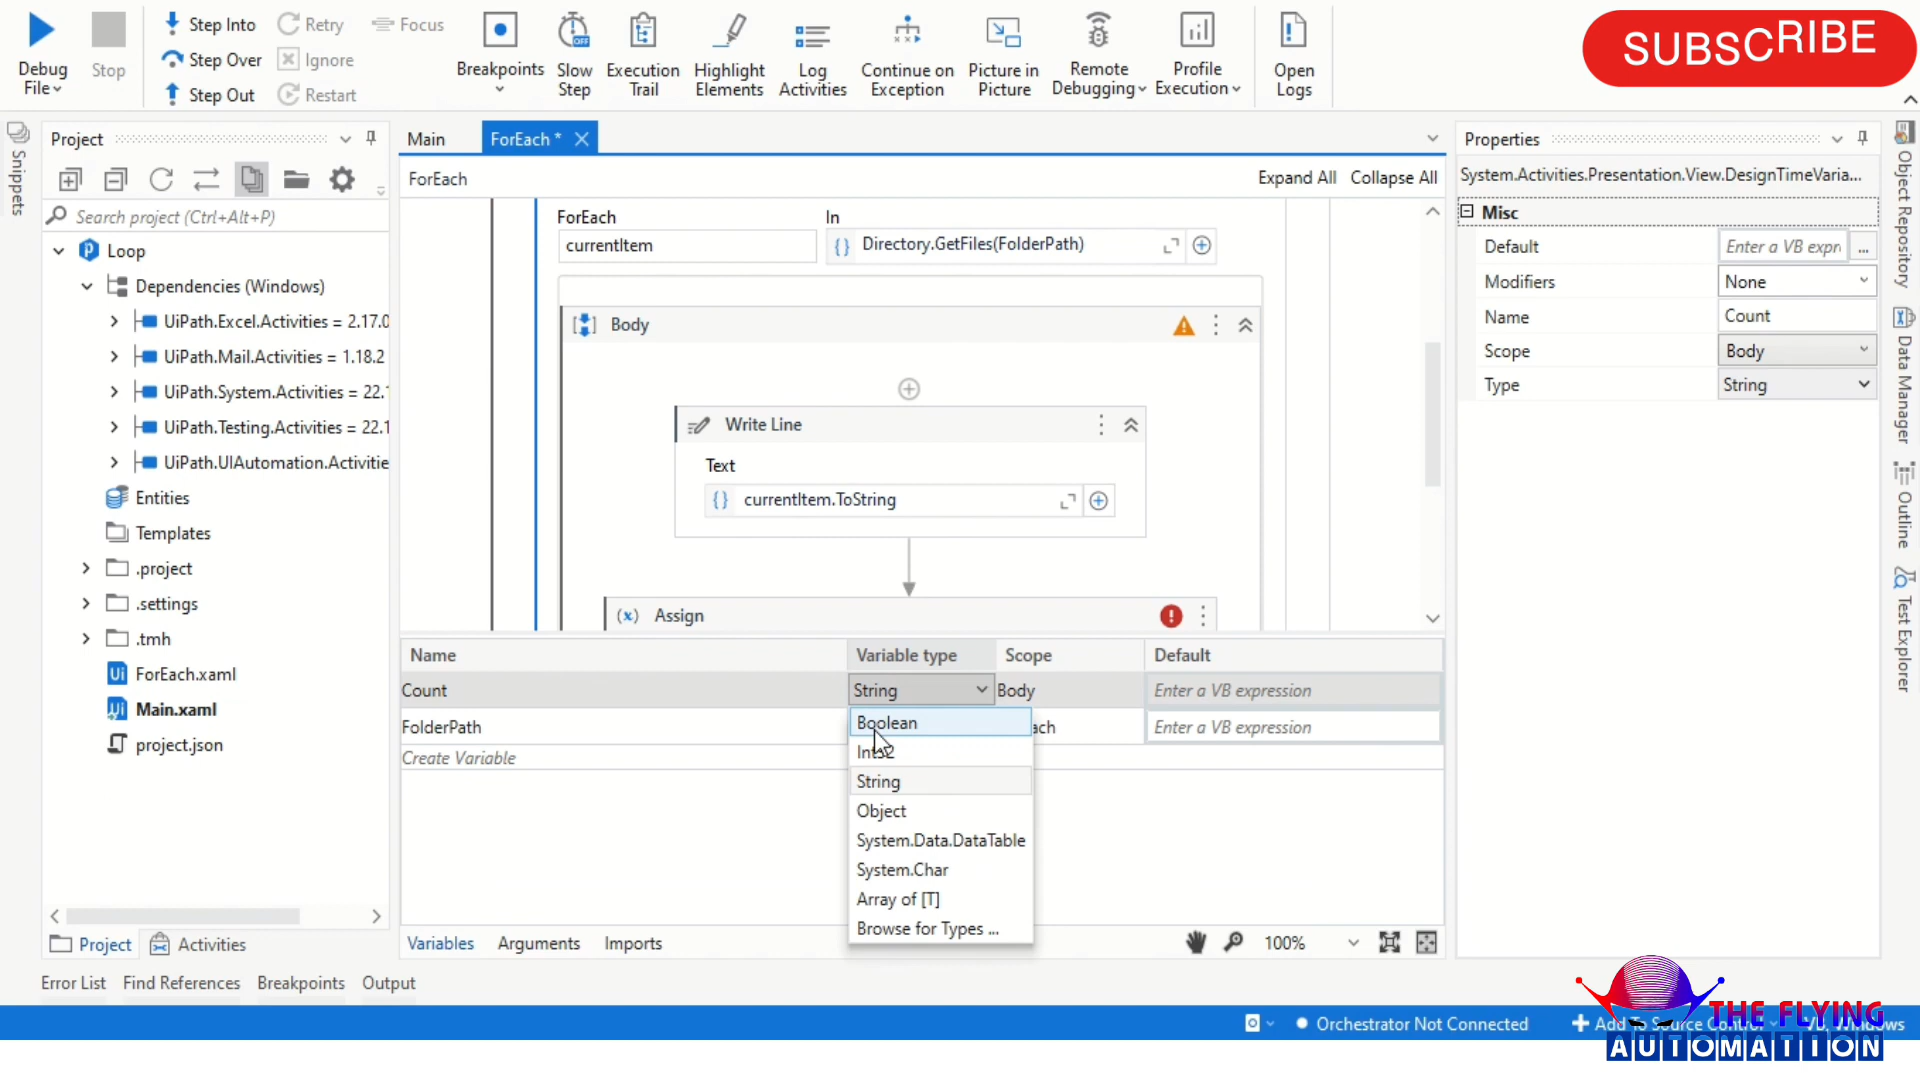 Debug
File
Stop
Step Into
Step Over
Step Out
Retry
Ignore
Restart
Focus
Breakpoints
Slow
Step
OFF
Execution
Trail
Highlight
Elements
Log
Activities
Continue on
Exception
Picture in
Picture
Remote
Debugging
Profile
Execution
Open
Logs
SUBSCRIBE
Snippets
Project
Search project (Ctrl+Alt+P)
Loop
Dependencies (Windows)
UiPath.Excel.Activities = 2.17.0
UiPath.Mail.Activities = 1.18.2
UiPath.System.Activities = 22.
UiPath.Testing.Activities = 22.1
UiPath.UIAutomation.Activitie
Entities
Templates
.project
.settings
.tmh
ForEach.xaml
Main.xaml
project.json
Project
Activities
Main
ForEach *
ForEach
Expand All
Collapse All
ForEach
In
currentItem
Directory.GetFiles(FolderPath)
Body
Write Line
Text
currentItem.ToString
Assign
Name
Variable type
Scope
Default
Count
String
Body
Enter a VB expression
FolderPath
ach
Enter a VB expression
Create Variable
Boolean
Int32
String
Object
System.Data.DataTable
System.Char
Array of [T]
Browse for Types ...
Variables
Arguments
Imports
100%
Properties
System.Activities.Presentation.View.DesignTimeVaria...
Misc
Default
Enter a VB expr
...
Modifiers
None
Name
Count
Scope
Body
Type
String
Object Repository
Data Manager
Outline
Test Explorer
Error List
Find References
Breakpoints
Output
Orchestrator Not Connected
Add To Source Control
VB, Windows
THE FLYING
AUTOMATION